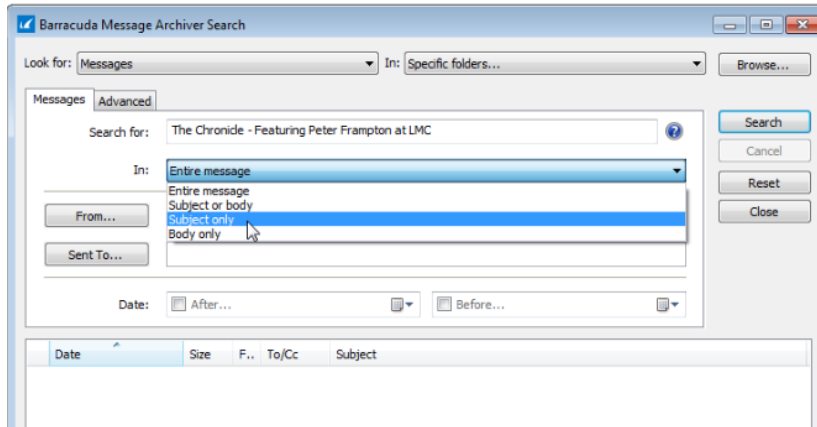 Barracuda Message Archiver Search
Look for: Messages In: Specific folders... Browse...
Messages Advanced
Search for: The Chronicle - Featuring Peter Frampton at LMC ? Search
Cancel
In: Entire message
Reset
Entire message
Subject or body
From... Subject only Close
Body only
Sent To...
Date: After... Before...
Date Size F.. To/Cc Subject